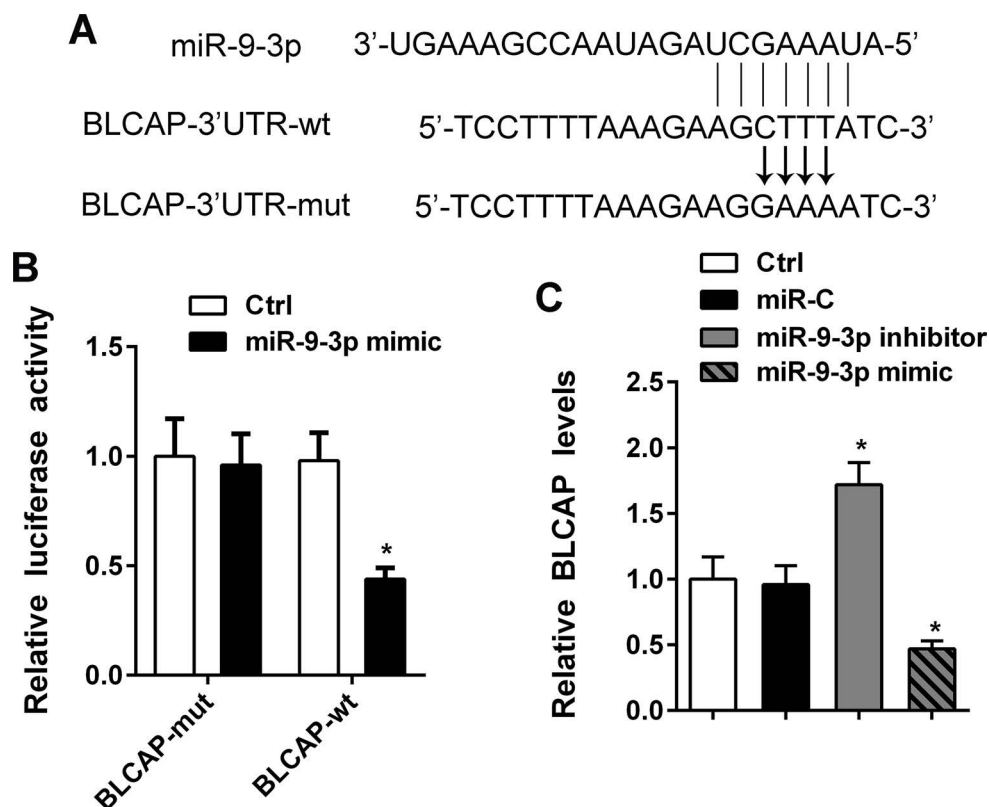 A
miR-9-3p 3’-UGAAAGCCAAUAGAUCGAAAUA-5’
BLCAP-3’UTR-wt 5’-TCCTTTTAAAGAAGCTTTATC-3’
BLCAP-3’UTR-mut 5’-TCCTTTTAAAGAAGGAAAATC-3’
B
Ctrl
miR-9-3p mimic
Relative luciferase activity
1.5
1.0
0.5
0.0
*
BLCAP-mut
BLCAP-wt
C
Ctrl
miR-C
miR-9-3p inhibitor
miR-9-3p mimic
Relative BLCAP levels
2.5
2.0
1.5
1.0
0.5
0.0
*
*